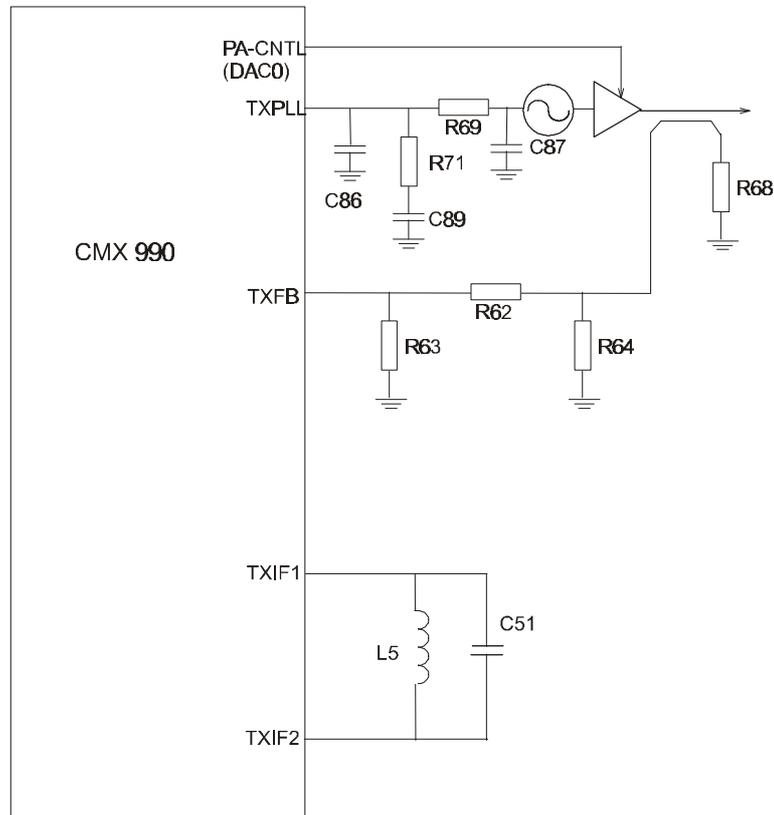 PA-CNTL
(DAC0)
TXPLL
R69
C87
R71
R68
C86
C89
CMX 990
TXFB
R62
R63
R64
TXIF1
C51
L5
TXIF2